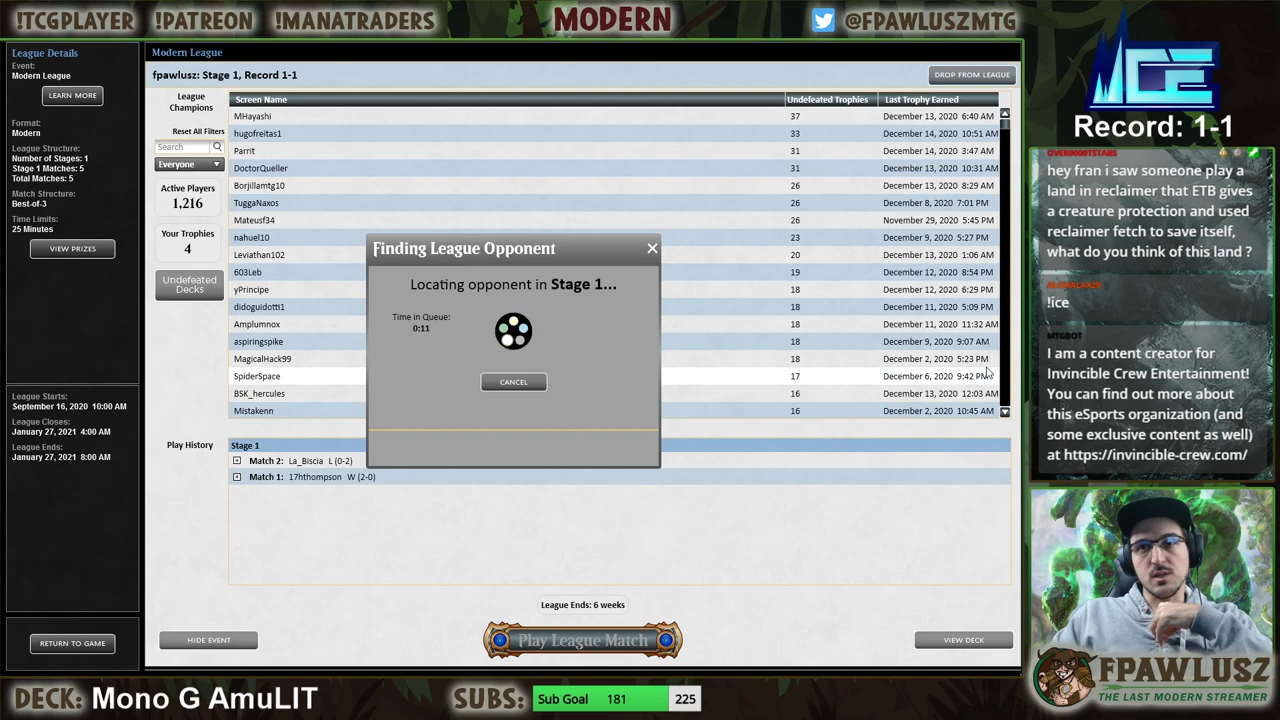 !TCGPLAYER !PATREON !MANATRADERS MODERN @FPAWLUSZMTG
League Details
Event:
Modern League
LEARN MORE
Format:
Modern
League Structure:
Number of Stages: 1
Stage 1 Matches: 5
Total Matches: 5
Match Structure:
Best-of-3
Time Limits:
25 Minutes
VIEW PRIZES
League Starts:
September 16, 2020 10:00 AM
League Closes:
January 27, 2021 4:00 AM
League Ends:
January 27, 2021 8:00 AM
RETURN TO GAME
Modern League
fpawlusz: Stage 1, Record 1-1
DROP FROM LEAGUE
League
Champions
Reset All Filters
Search
Everyone
Active Players
1,216
Your Trophies
4
Undefeated
Decks
Screen Name Undefeated Trophies Last Trophy Earned
MHayashi 37 December 13, 2020 6:40 AM
hugofreitas1 33 December 14, 2020 10:51 AM
Parrit 31 December 14, 2020 3:47 AM
DoctorQueller 31 December 13, 2020 10:31 AM
Borjillamtg10 26 December 13, 2020 8:29 AM
TuggaNaxos 26 December 8, 2020 7:01 PM
Mateusf34 26 November 29, 2020 5:45 PM
nahuel10 23 December 9, 2020 5:27 PM
Leviathan102 20 December 13, 2020 1:06 AM
603Leb 19 December 12, 2020 8:54 PM
yPrincipe 18 December 12, 2020 6:29 PM
didoguidotti1 18 December 11, 2020 5:09 PM
Amplumnox 18 December 11, 2020 11:32 AM
aspiringspike 18 December 9, 2020 9:07 AM
MagicalHack99 18 December 2, 2020 5:23 PM
SpiderSpace 17 December 6, 2020 9:42 PM
BSK_hercules 16 December 13, 2020 12:03 AM
Mistakenn 16 December 2, 2020 10:45 AM
Finding League Opponent
Locating opponent in Stage 1...
Time in Queue:
0:11
CANCEL
Play History
Stage 1
Match 2: La_Biscia L (0-2)
Match 1: 17hthompson W (2-0)
League Ends: 6 weeks
HIDE EVENT
Play League Match
VIEW DECK
ICE
Record: 1-1
OVER9000TSTABS
hey fran i saw someone play a
land in reclaimer that ETB gives
a creature protection and used
reclaimer fetch to save itself,
what do you think of this land ?
!ice
MTGBOT
I am a content creator for
Invincible Crew Entertainment!
You can find out more about
this eSports organization (and
some exclusive content as well)
at https://invincible-crew.com/
FPAWLUSZ
THE LAST MODERN STREAMER
DECK: Mono G AmuLIT SUBS: Sub Goal 181 225